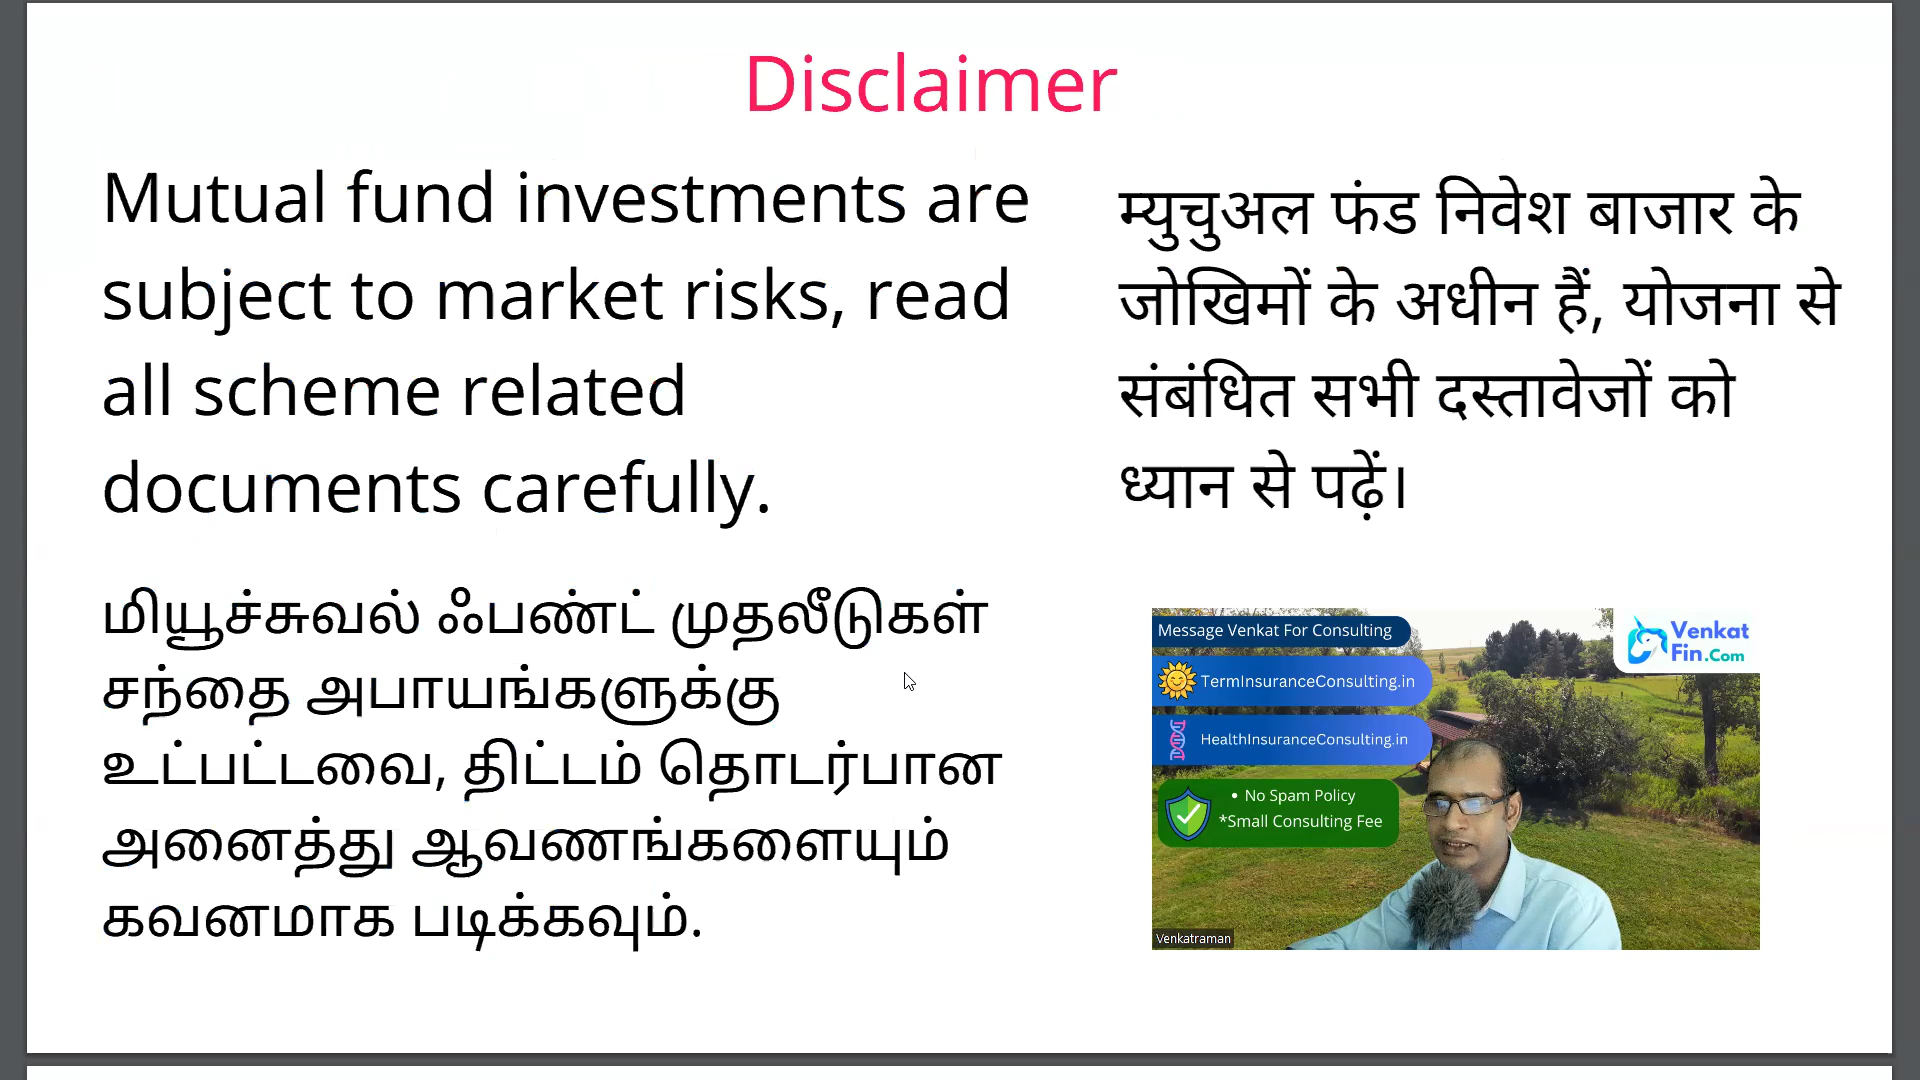 Disclaimer
Mutual fund investments are
subject to market risks, read
all scheme related
documents carefully.
म्युचुअल फंड निवेश बाजार के
जोखिमों के अधीन हैं, योजना से
संबंधित सभी दस्तावेजों को
ध्यान से पढ़ें।
மியூச்சுவல் ஃபண்ட் முதலீடுகள்
சந்தை அபாயங்களுக்கு
உட்பட்டவை, திட்டம் தொடர்பான
அனைத்து ஆவணங்களையும்
கவனமாக படிக்கவும்.
Message Venkat For Consulting
TermInsuranceConsulting.in
HealthInsuranceConsulting.in
• No Spam Policy
*Small Consulting Fee
Venkat
Fin.Com
Venkatraman